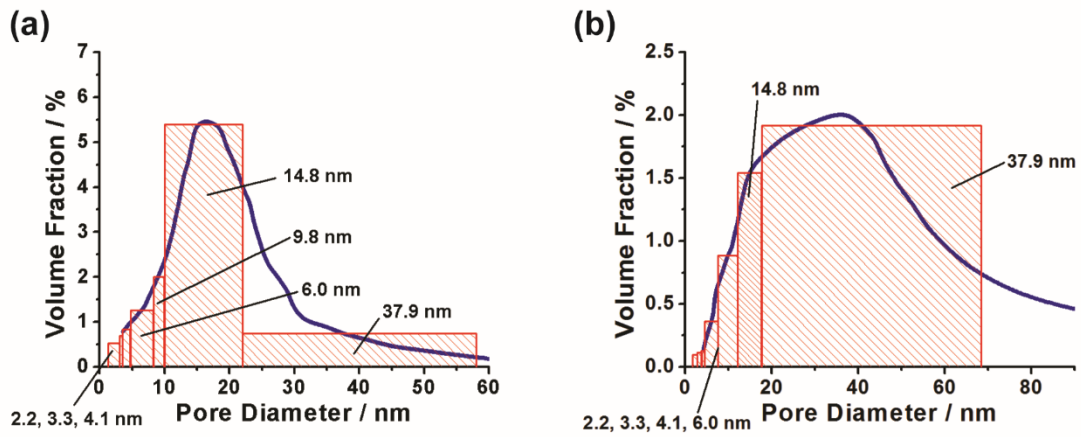 (a)
Volume Fraction / %
7
6
5
4
3
2
1
0
14.8 nm
9.8 nm
6.0 nm
37.9 nm
0 10 20 30 40 50 60
2.2, 3.3, 4.1 nm
Pore Diameter / nm
(b)
Volume Fraction / %
2.5
2.0
1.5
1.0
0.5
0.0
14.8 nm
37.9 nm
0 20 40 60 80
2.2, 3.3, 4.1, 6.0 nm
Pore Diameter / nm